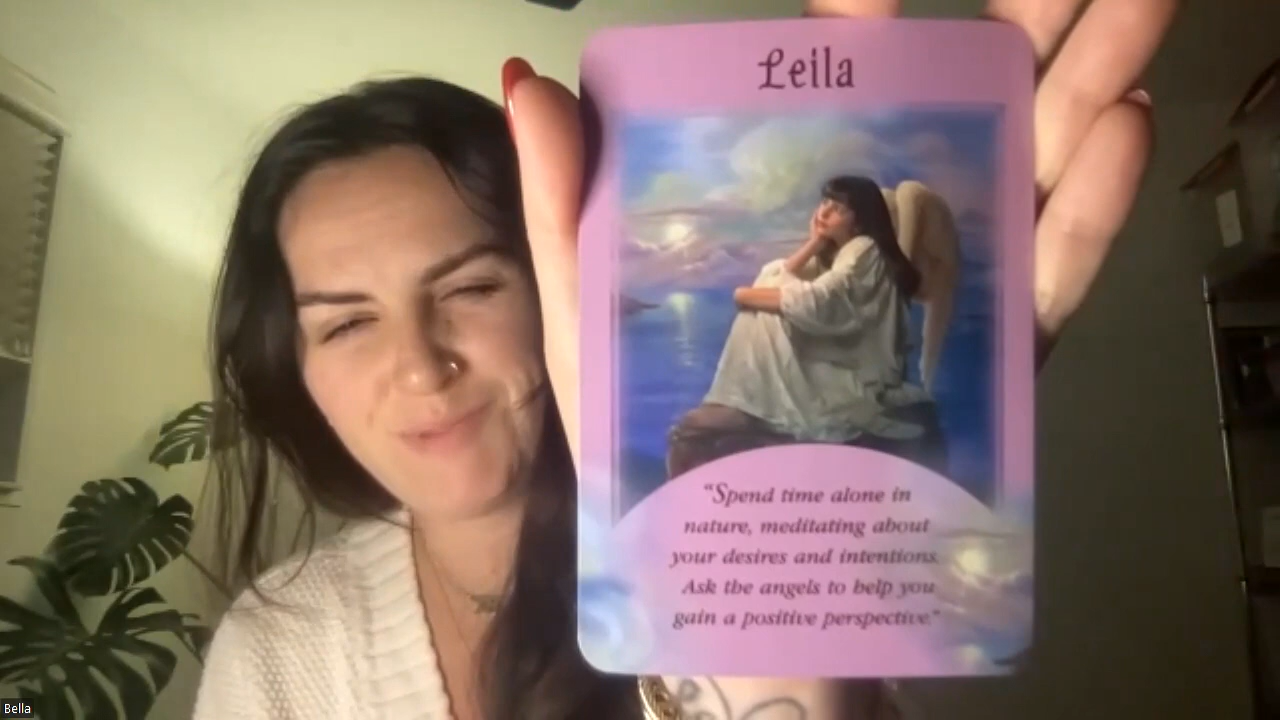 Leila
“Spend time alone in
nature, meditating about
your desires and intentions.
Ask the angels to help you
gain a positive perspective.”
Bella